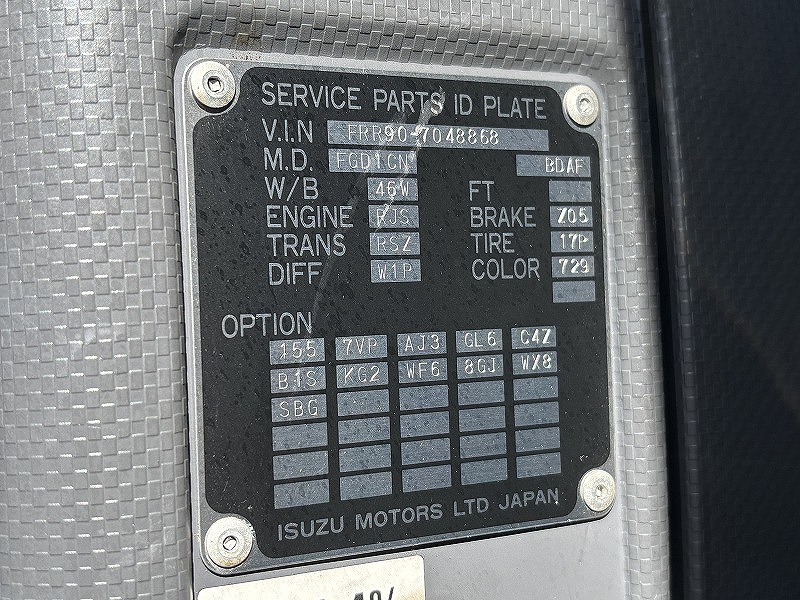 SERVICE PARTS ID PLATE
V.I.N FRR90-7048868
M.D. FGD1CN BDAF
W/B 46W FT
ENGINE RJS BRAKE Z05
TRANS RSZ TIRE 17P
DIFF W1P COLOR 729
OPTION
155 7VP AJ3 GL6 C4Z
B1S KG2 WF6 8GJ WX8
SBG
ISUZU MOTORS LTD JAPAN